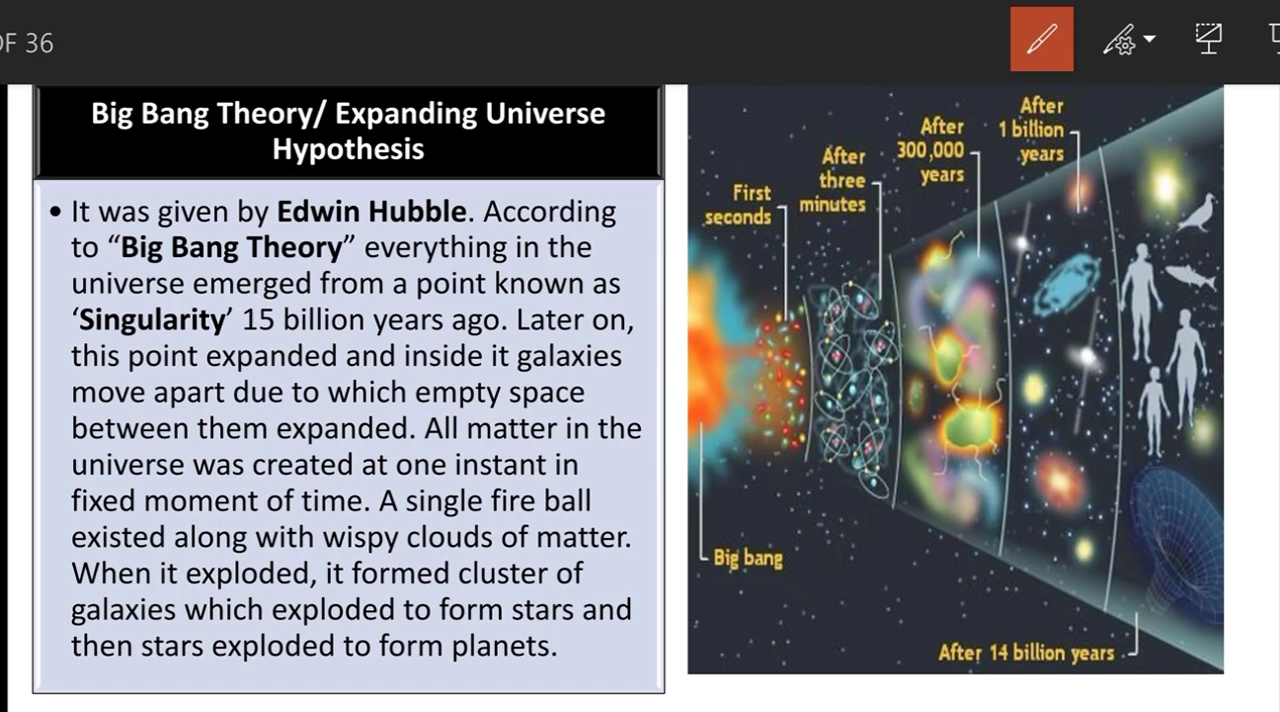 OF 36
Big Bang Theory/ Expanding Universe
Hypothesis
• It was given by Edwin Hubble. According
to “Big Bang Theory” everything in the
universe emerged from a point known as
‘Singularity’ 15 billion years ago. Later on,
this point expanded and inside it galaxies
move apart due to which empty space
between them expanded. All matter in the
universe was created at one instant in
fixed moment of time. A single fire ball
existed along with wispy clouds of matter.
When it exploded, it formed cluster of
galaxies which exploded to form stars and
then stars exploded to form planets.
First
seconds
After
three
minutes
After
300,000
years
After
1 billion
years
Big bang
After 14 billion years